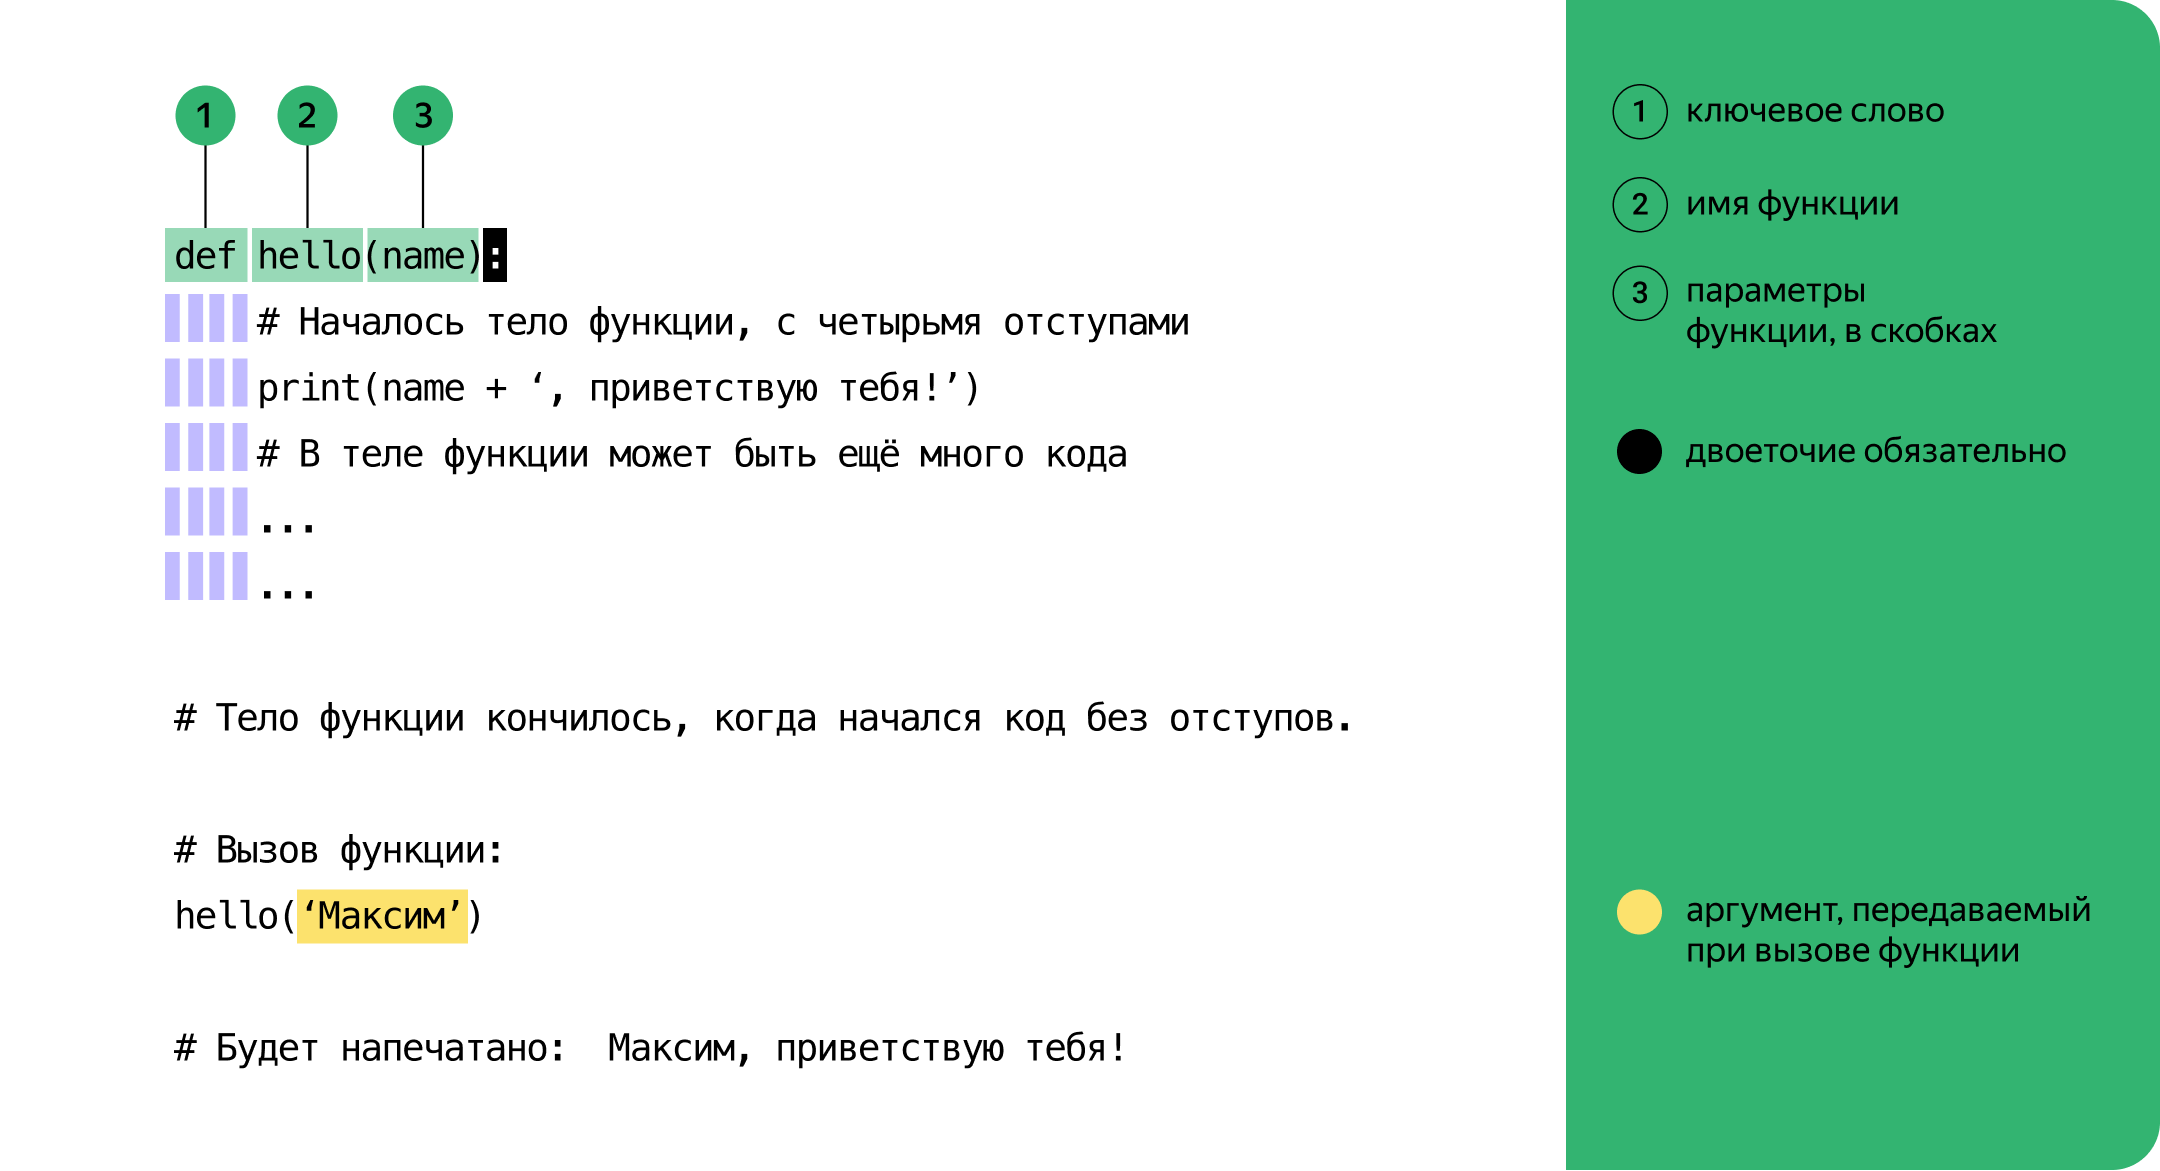 1 2 3
def hello(name):
# Началось тело функции, с четырьмя отступами
print(name + ‘, приветствую тебя!’)
# В теле функции может быть ещё много кода
...
...
# Тело функции кончилось, когда начался код без отступов.
# Вызов функции:
hello(‘Максим’)
# Будет напечатано:  Максим, приветствую тебя!
1 ключевое слово
2 имя функции
3 параметры
функции, в скобках
двоеточие обязательно
аргумент, передаваемый
при вызове функции